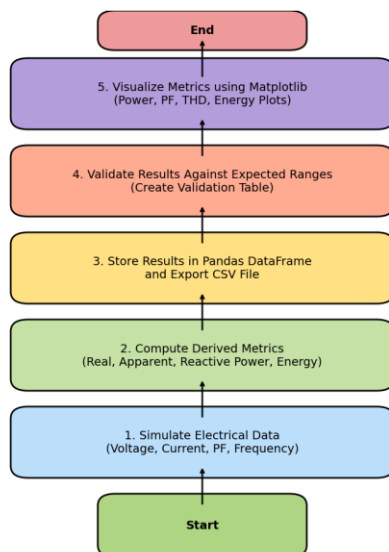 End
5. Visualize Metrics using Matplotlib
(Power, PF, THD, Energy Plots)
4. Validate Results Against Expected Ranges
(Create Validation Table)
3. Store Results in Pandas DataFrame
and Export CSV File
2. Compute Derived Metrics
(Real, Apparent, Reactive Power, Energy)
1. Simulate Electrical Data
(Voltage, Current, PF, Frequency)
Start